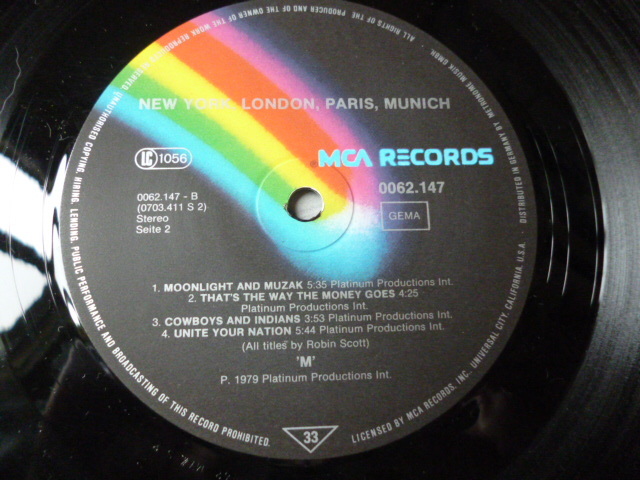 NEW YORK, LONDON, PARIS, MUNICH
LC 1056
MCA RECORDS
0062.147 - B
(0703.411 S 2)
Stereo
Seite 2
0062.147
GEMA
1. MOONLIGHT AND MUZAK 5:35 Platinum Productions Int.
2. THAT'S THE WAY THE MONEY GOES 4:25
Platinum Productions Int.
3. COWBOYS AND INDIANS 3:53 Platinum Productions Int.
4. UNITE YOUR NATION 5:44 Platinum Productions Int.
(All titles by Robin Scott)
'M'
P. 1979 Platinum Productions Int.
33
ALL RIGHTS OF THE OWNER OF THE WORK REPRODUCED RESERVED. UNAUTHORISED COPYING, HIRING, LENDING, PUBLIC PERFORMANCE AND BROADCASTING OF THIS RECORD PROHIBITED.
LICENSED BY MCA RECORDS, INC. UNIVERSAL CITY, CALIFORNIA, U.S.A. · DISTRIBUTED IN GERMANY BY METRONOME MUSIK GMBH.